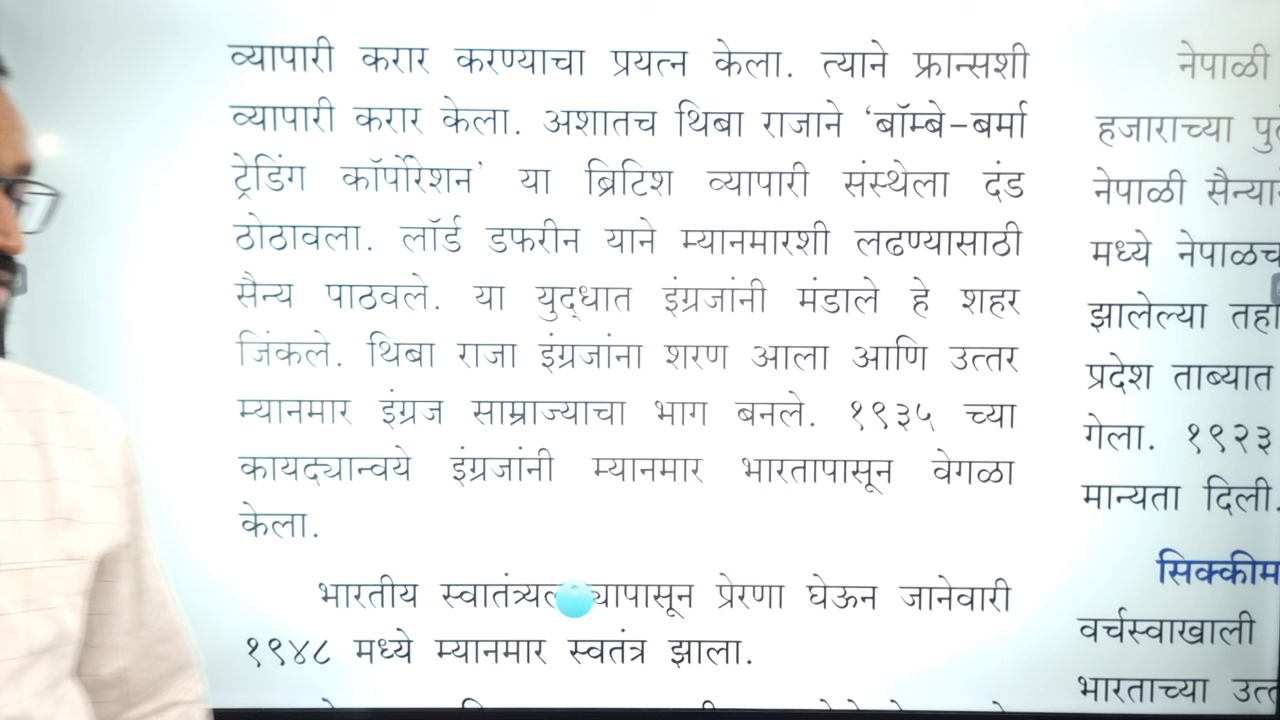 व्यापारी करार करण्याचा प्रयत्न केला. त्याने फ्रान्सशी
व्यापारी करार केला. अशातच थिबा राजाने ‘बॉम्बे-बर्मा
ट्रेडिंग कॉर्पोरेशन’ या ब्रिटिश व्यापारी संस्थेला दंड
ठोठावला. लॉर्ड डफरीन याने म्यानमारशी लढण्यासाठी
सैन्य पाठवले. या युद्धात इंग्रजांनी मंडाले हे शहर
जिंकले. थिबा राजा इंग्रजांना शरण आला आणि उत्तर
म्यानमार इंग्रज साम्राज्याचा भाग बनले. १९३५ च्या
कायद्यान्वये इंग्रजांनी म्यानमार भारतापासून वेगळा
केला.
भारतीय प्रेरणा घेऊन जानेवारी
१९४८ मध्ये म्यानमार स्वतंत्र झाला.
नेपाळी
हजाराच्या
नेपाळी
मध्ये
झालेल्या
प्रदेश ताब्यात
गेला. १९२३
मान्यता दिली.
सिक्कीम
वर्चस्वाखाली
भारताच्या